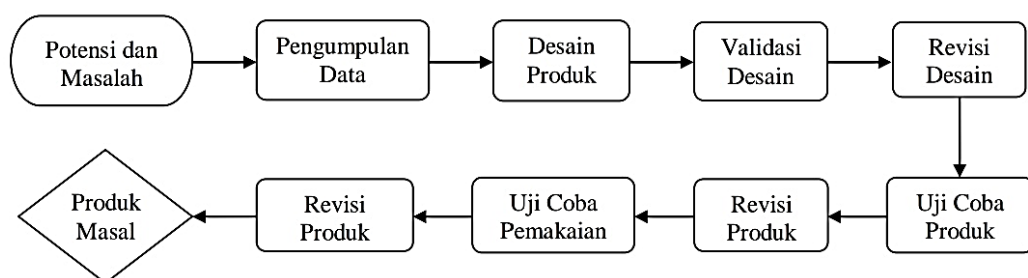 Potensi dan
Masalah
Pengumpulan
Data
Desain
Produk
Validasi
Desain
Revisi
Desain
Uji Coba
Produk
Revisi
Produk
Uji Coba
Pemakaian
Revisi
Produk
Produk
Masal